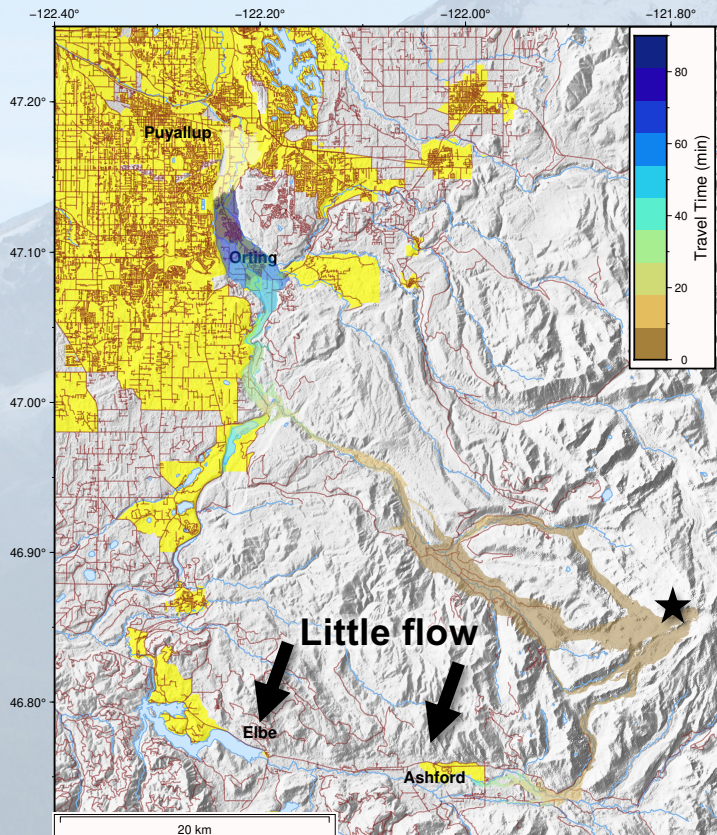 −122.40°
−122.20°
−122.00°
−121.80°
47.20°
47.10°
47.00°
46.90°
46.80°
Puyallup
Orting
80
60
40
20
0
Travel Time (min)
Little flow
Elbe
Ashford
20 km